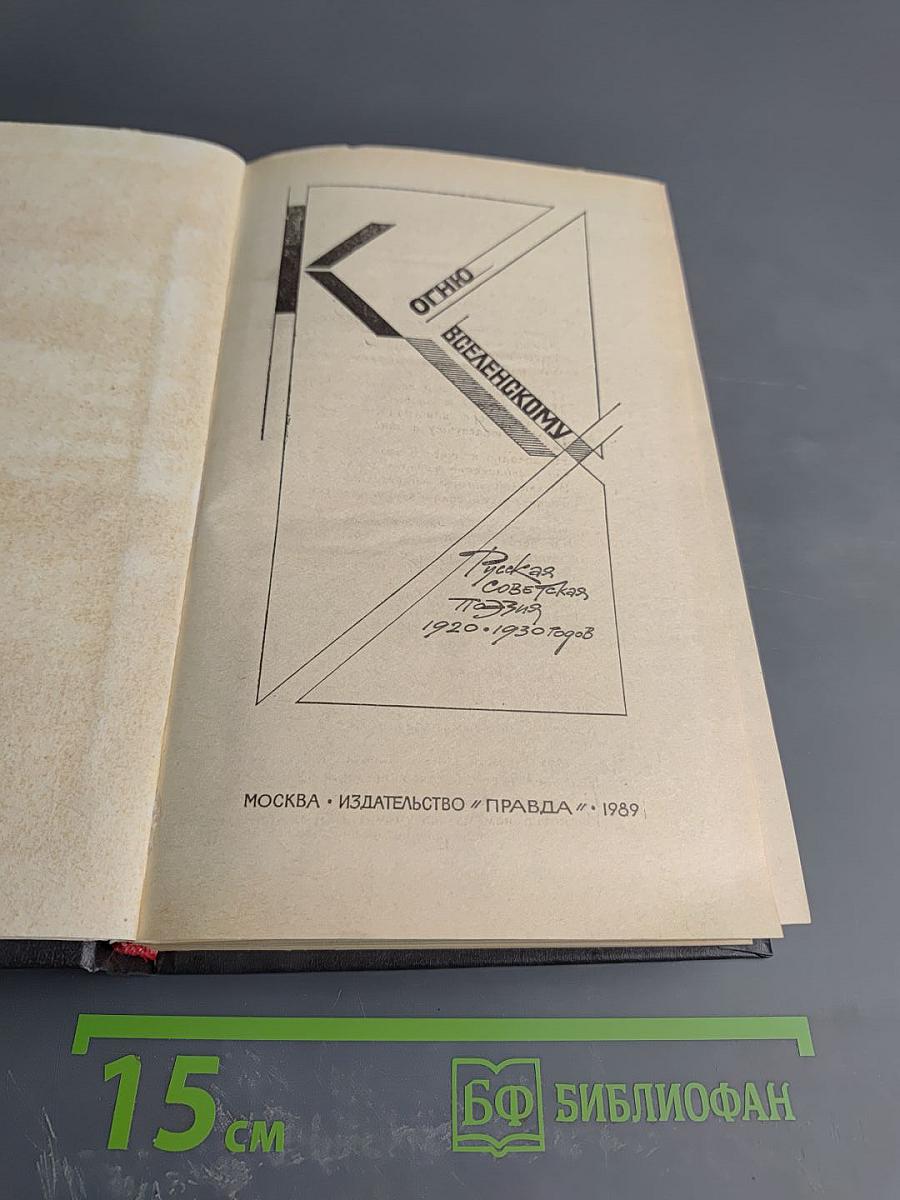 К
ОГНЮ
ВСЕЛЕНСКОМУ
Русская
советская
поэзия
1920·1930 годов
МОСКВА · ИЗДАТЕЛЬСТВО "ПРАВДА" · 1989
15 см
БФ БИБЛИОФАН